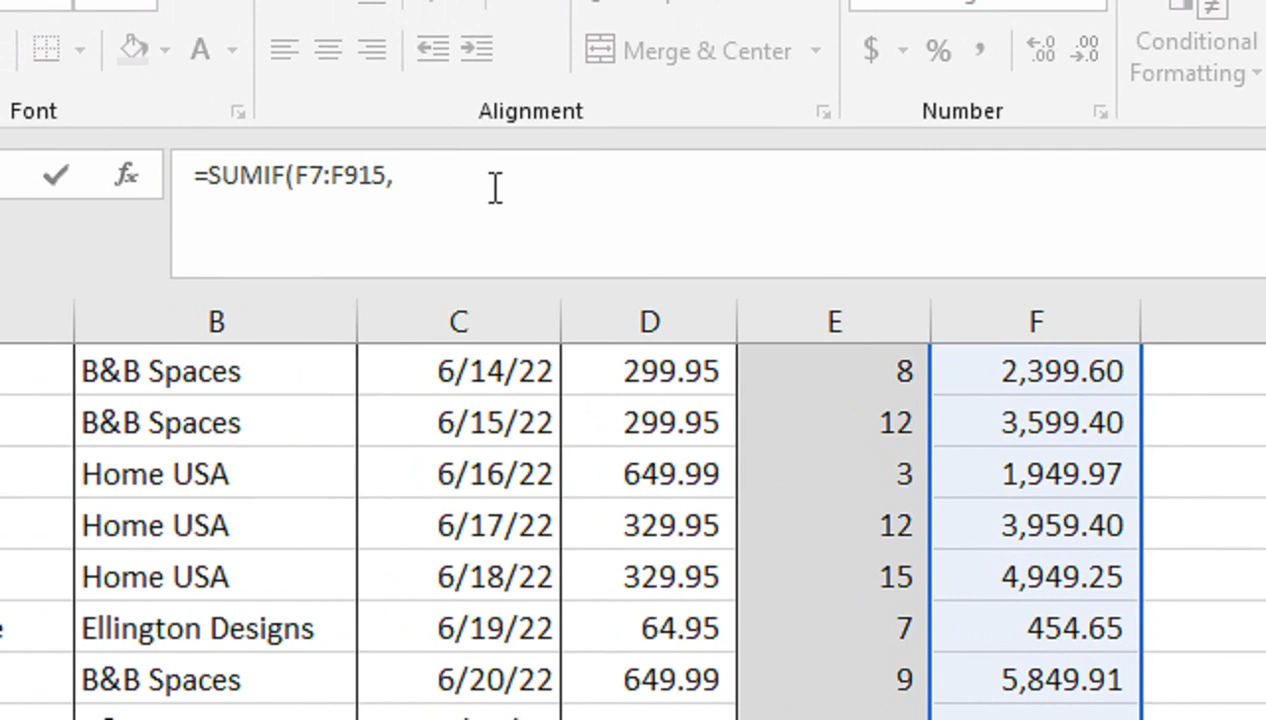 Merge & Center
$ % ,
Conditional
Formatting
Font
Alignment
Number
fx
=SUMIF(F7:F915,
B C D E F
B&B Spaces 6/14/22 299.95 8 2,399.60
B&B Spaces 6/15/22 299.95 12 3,599.40
Home USA 6/16/22 649.99 3 1,949.97
Home USA 6/17/22 329.95 12 3,959.40
Home USA 6/18/22 329.95 15 4,949.25
Ellington Designs 6/19/22 64.95 7 454.65
B&B Spaces 6/20/22 649.99 9 5,849.91